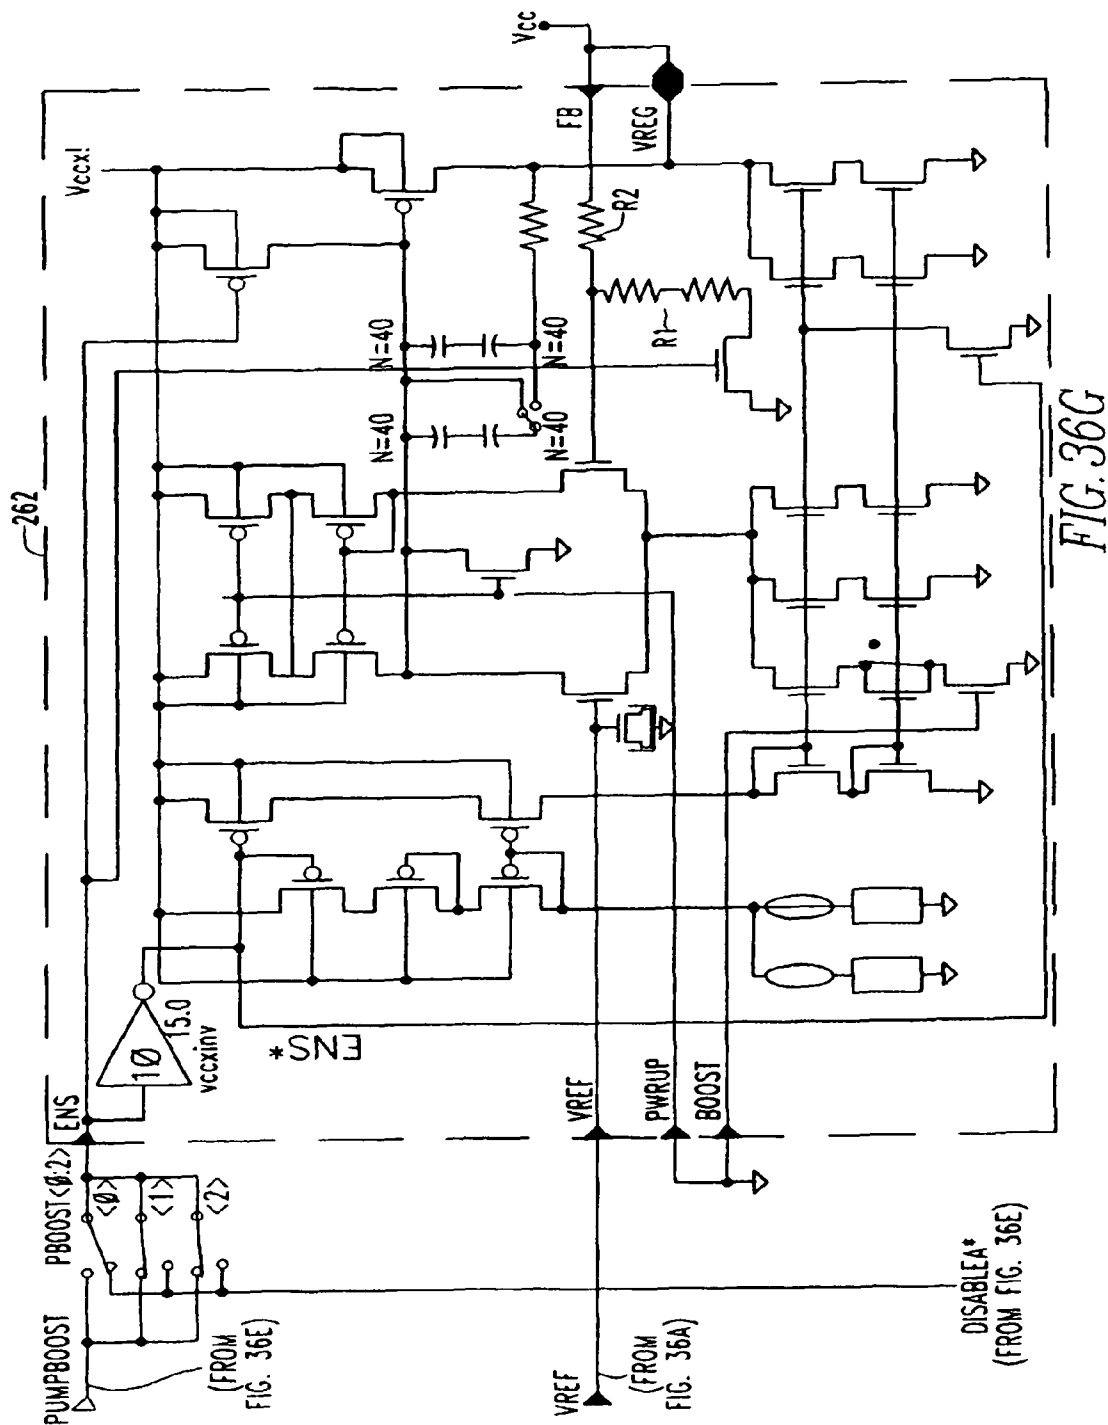 262
Vccx!
Vcc
FB
VREG
R2
R1
N=40
N=40
N=40
N=40
10
15.0
vccxinv
ENS*
ENS
VREF
PWRUP
BOOST
PBOOST<0:2>
<0>
<1>
<2>
PUMPBOOST
(FROM
FIG. 36E)
VREF
(FROM
FIG. 36A)
DISABLEA*
(FROM FIG. 36E)
FIG. 36G